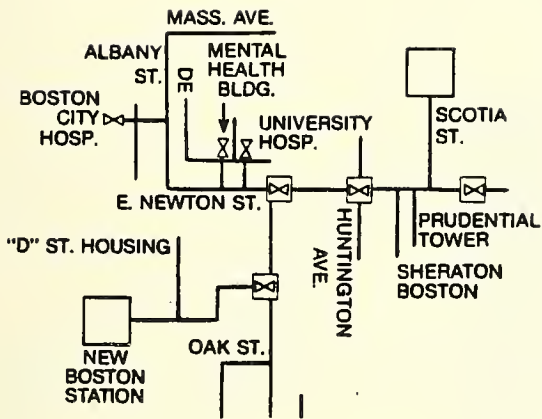 MASS. AVE.
ALBANY
ST.
MENTAL
HEALTH
BLDG.
DE
BOSTON
CITY
HOSP.
UNIVERSITY
HOSP.
SCOTIA
ST.
E. NEWTON ST.
HUNTINGTON
AVE.
PRUDENTIAL
TOWER
SHERATON
BOSTON
"D" ST. HOUSING
NEW
BOSTON
STATION
OAK ST.